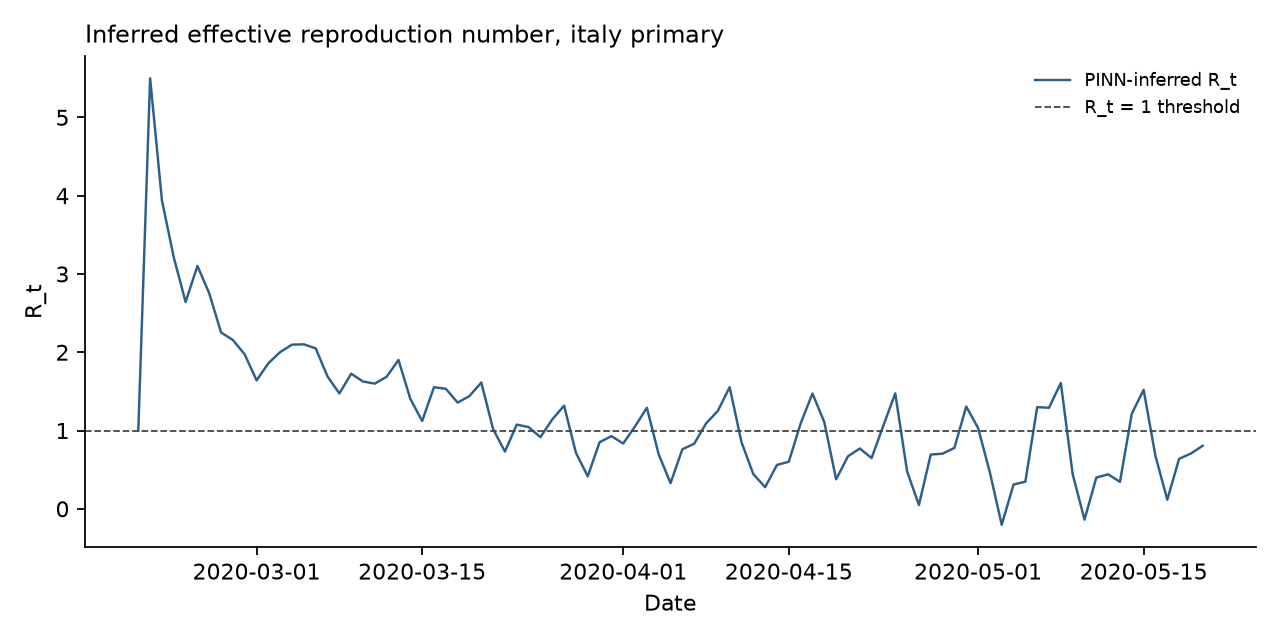 Inferred effective reproduction number, italy primary
PINN-inferred R_t
R_t = 1 threshold
5
4
3
2
1
0
R_t
2020-03-01 2020-03-15 2020-04-01 2020-04-15 2020-05-01 2020-05-15
Date